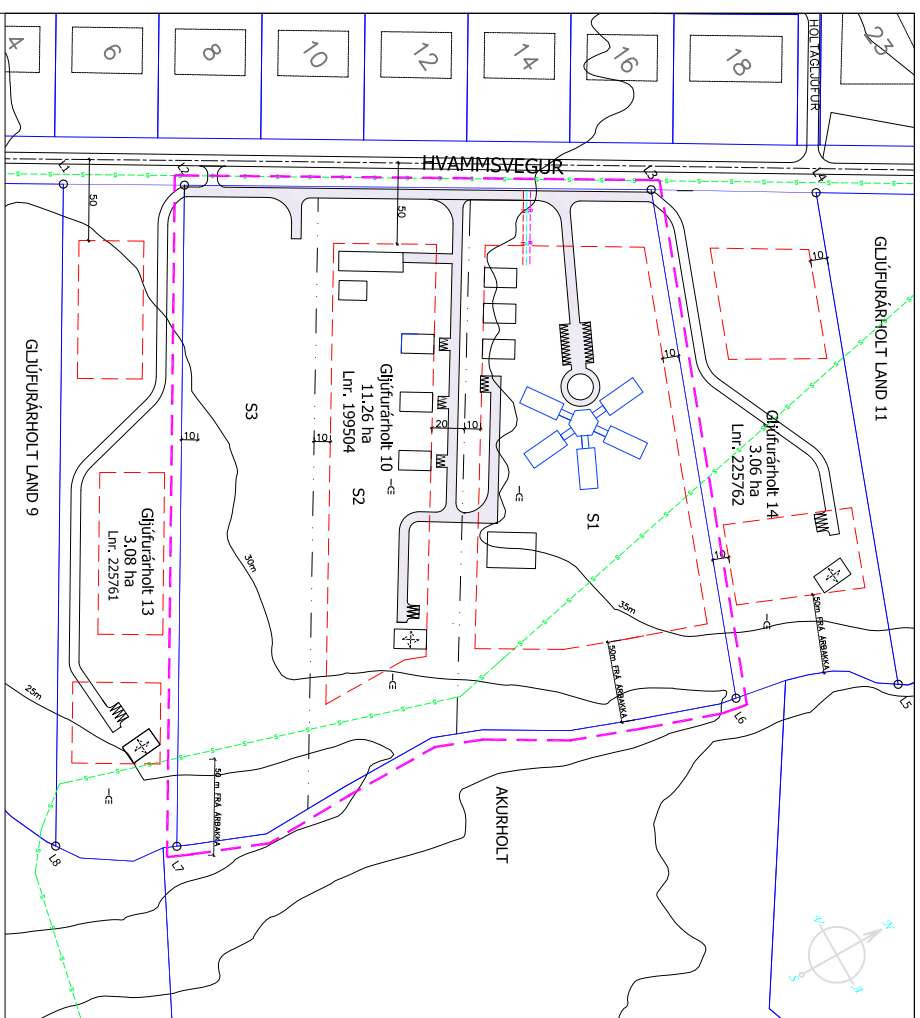 4
6
8
10
12
14
16
18
23
HOLTAGLJÚFUR
HVAMMSVEGUR
L1
L2
L3
L4
50
50
10
GLJÚFURÁRHOLT LAND 11
GLJÚFURÁRHOLT LAND 9
10
S3
10
10
Gljúfurárholt 10
11.26 ha
Lnr. 199504
S2
20
10
S1
Gljúfurárholt 14
3.06 ha
Lnr. 225762
10
Gljúfurárholt 13
3.08 ha
Lnr. 225761
30m
35m
25m
50m FRÁ ÁRBAKKA
50m FRÁ ÁRBAKKA
50 m FRÁ ÁRBAKKA
L5
L6
L7
L8
AKURHOLT
N
S